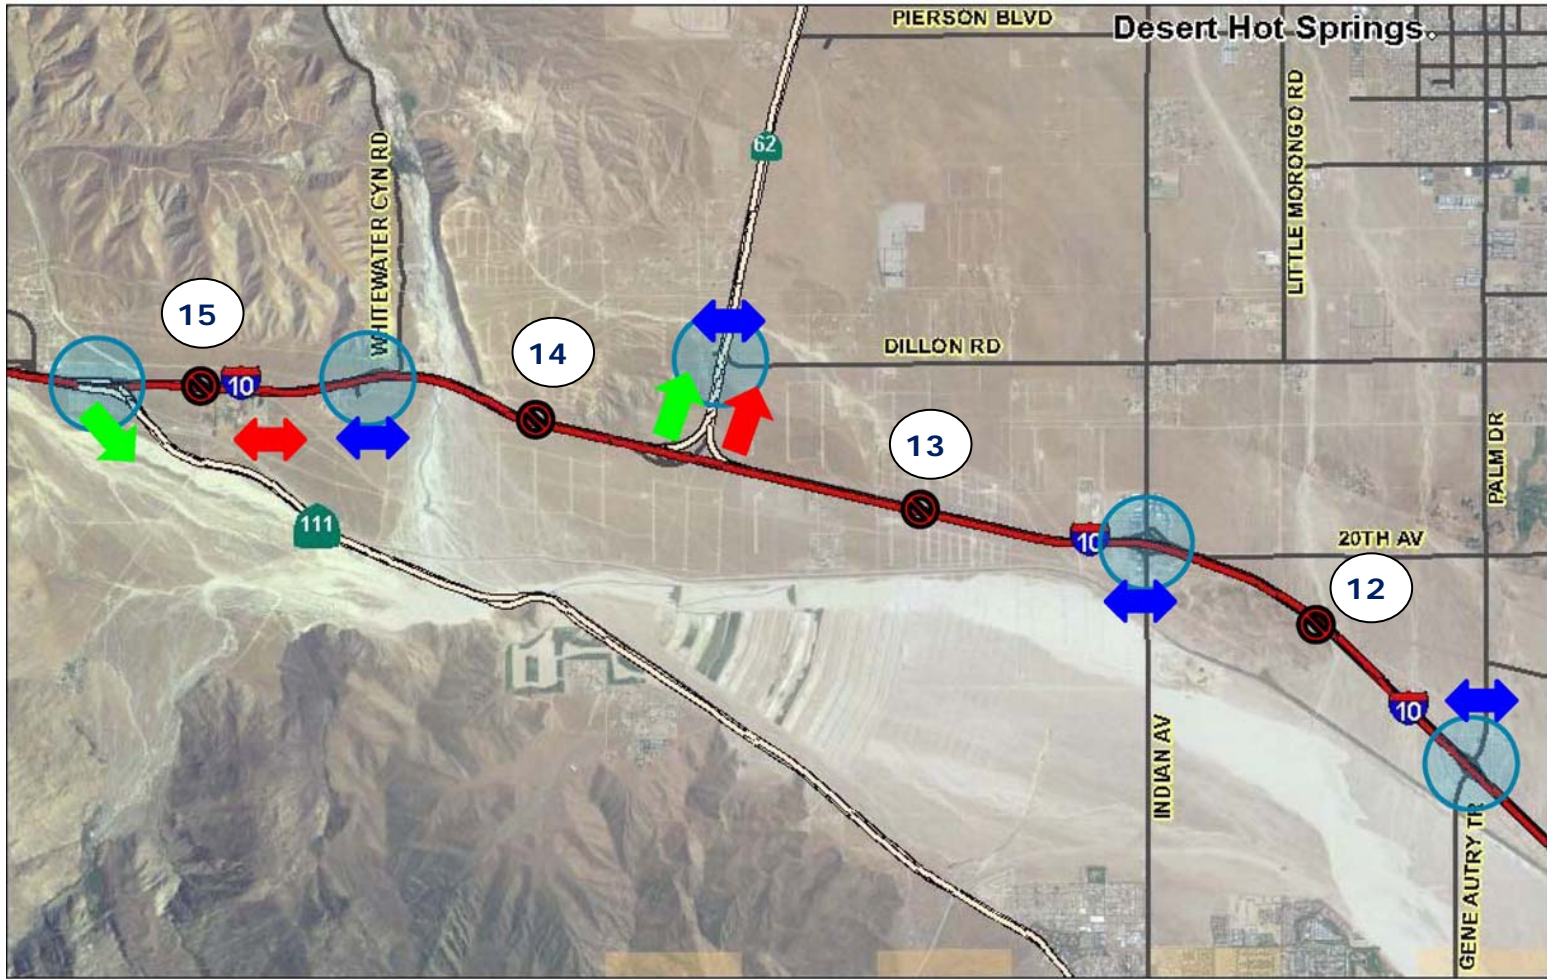 PIERSON BLVD
Desert Hot Springs
62
LITTLE MORONGO RD
WHITEWATER CYN RD
15
14
10
DILLON RD
13
PALM DR
111
10
20TH AV
12
10
INDIAN AV
GENE AUTRY TR